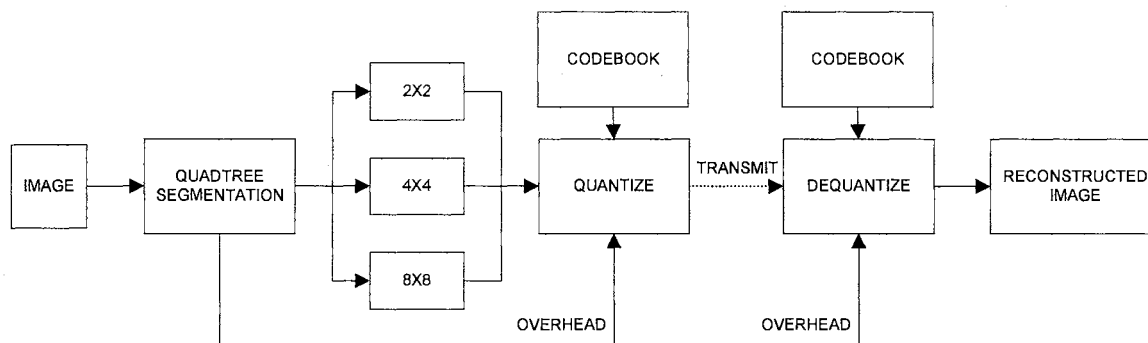 CODEBOOK
CODEBOOK
2X2
IMAGE
QUADTREE
SEGMENTATION
4X4
QUANTIZE
TRANSMIT
DEQUANTIZE
RECONSTRUCTED
IMAGE
8X8
OVERHEAD
OVERHEAD